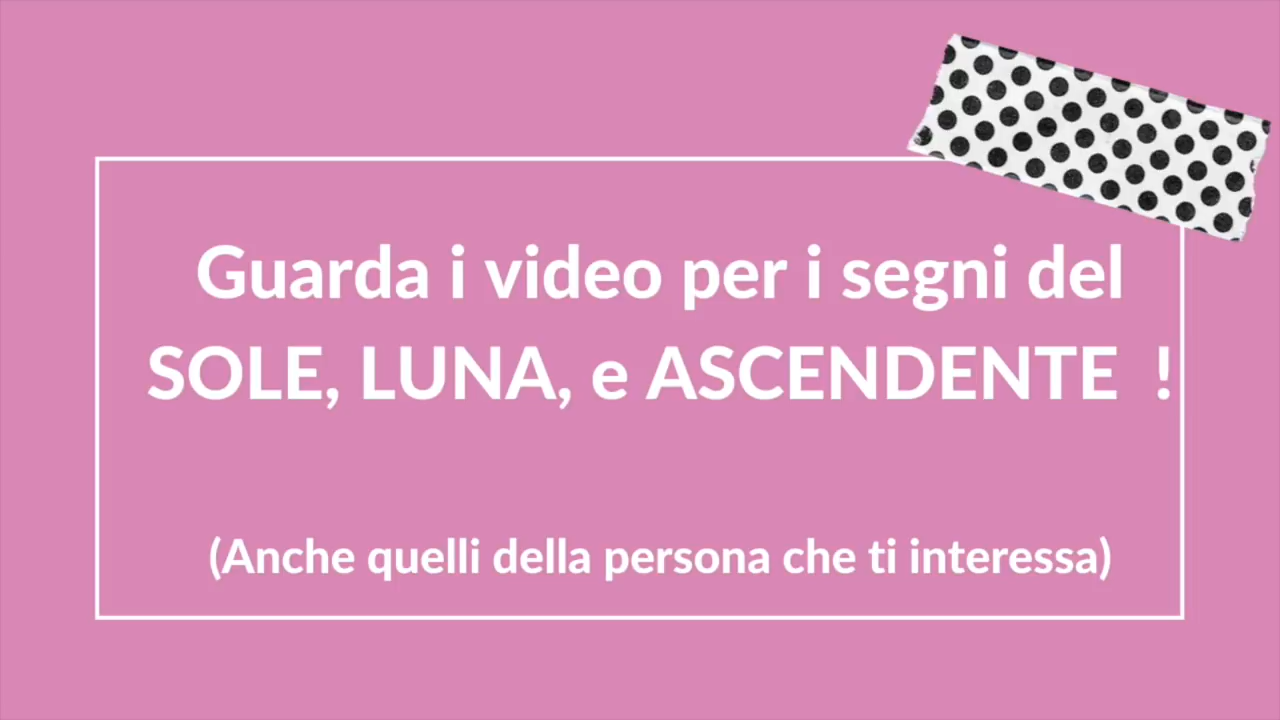 Guarda i video per i segni del
SOLE, LUNA, e ASCENDENTE !
(Anche quelli della persona che ti interessa)